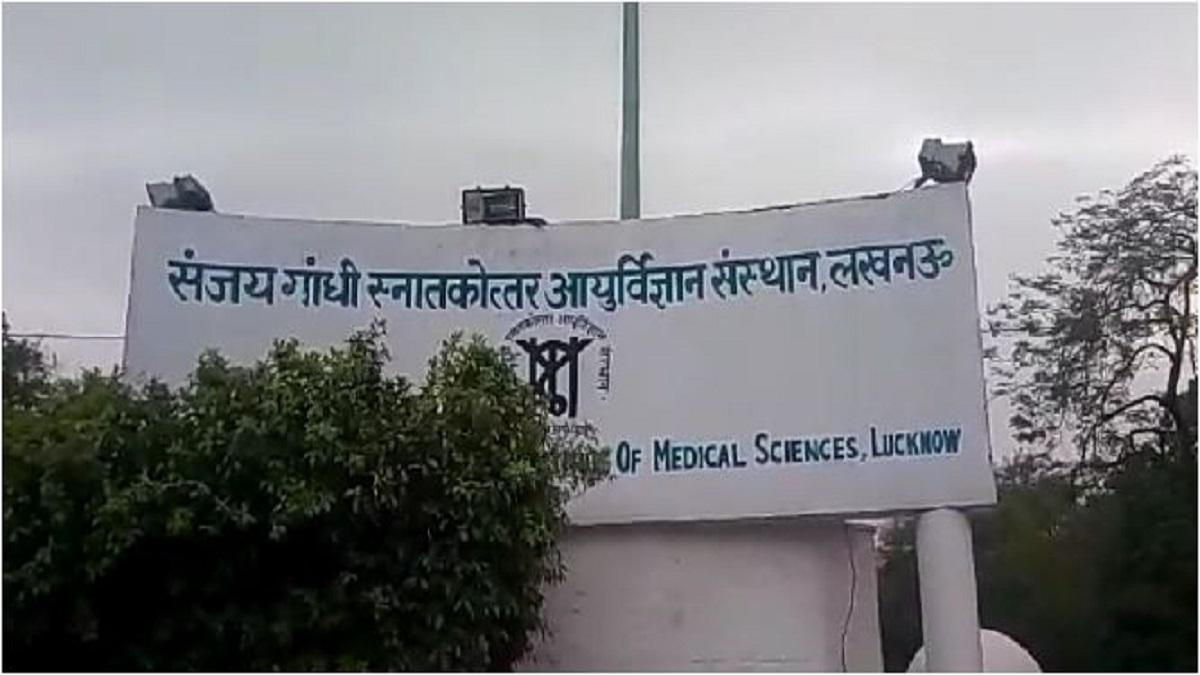 संजय गांधी स्नातकोत्तर आयुर्विज्ञान संस्थान, लखनऊ
OF MEDICAL SCIENCES, LUCKNOW